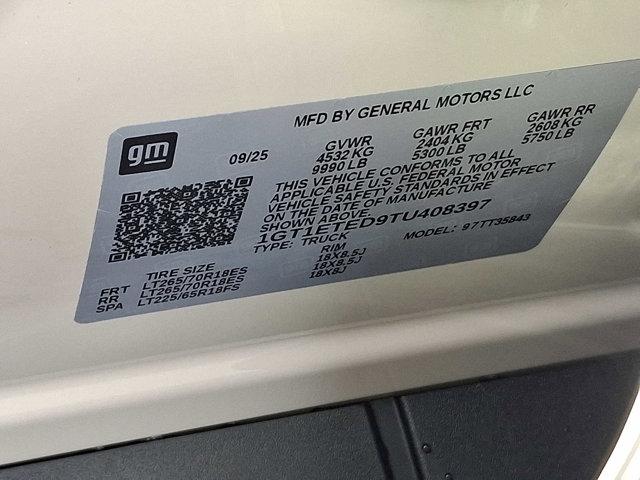 MFD BY GENERAL MOTORS LLC
gm
09/25
GVWR GAWR FRT GAWR RR
4532 KG 2404 KG 2608 KG
9990 LB 5300 LB 5750 LB
THIS VEHICLE CONFORMS TO ALL
APPLICABLE U.S. FEDERAL MOTOR
VEHICLE SAFETY STANDARDS IN EFFECT
ON THE DATE OF MANUFACTURE
SHOWN ABOVE.
1GT1ETED9TU408397
TYPE: TRUCK MODEL: 97TT35843
TIRE SIZE RIM
FRT LT265/70R18ES 18X8.5J
RR LT265/70R18ES 18X8.5J
SPA LT225/65R18FS 18X8J